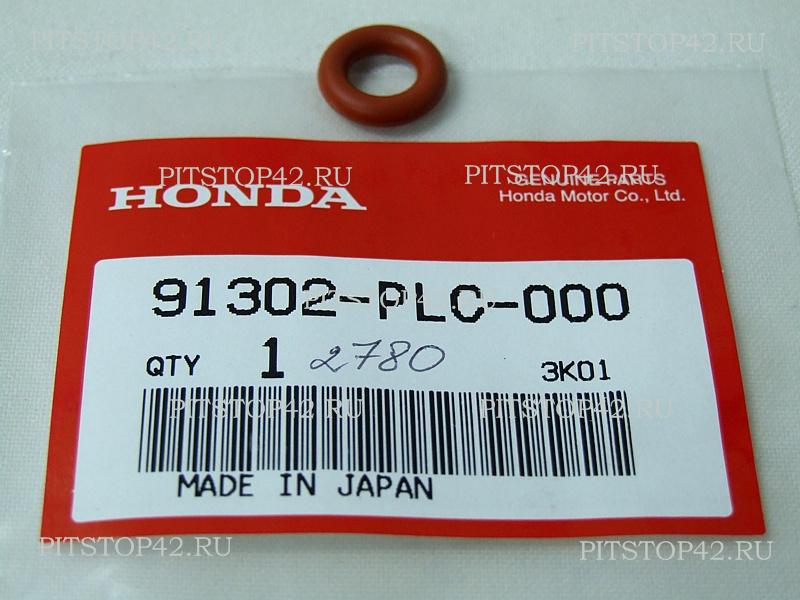 PITSTOP42.RU PITSTOP42.RU
PITSTOP42.RU PITSTOP42.RU
HONDA
GENUINE PARTS
Honda Motor Co., Ltd.
91302-PLC-000
QTY 1 2780 3K01
PITSTOP42.RU PITSTOP42.RU
MADE IN JAPAN
PITSTOP42.RU PITSTOP42.RU